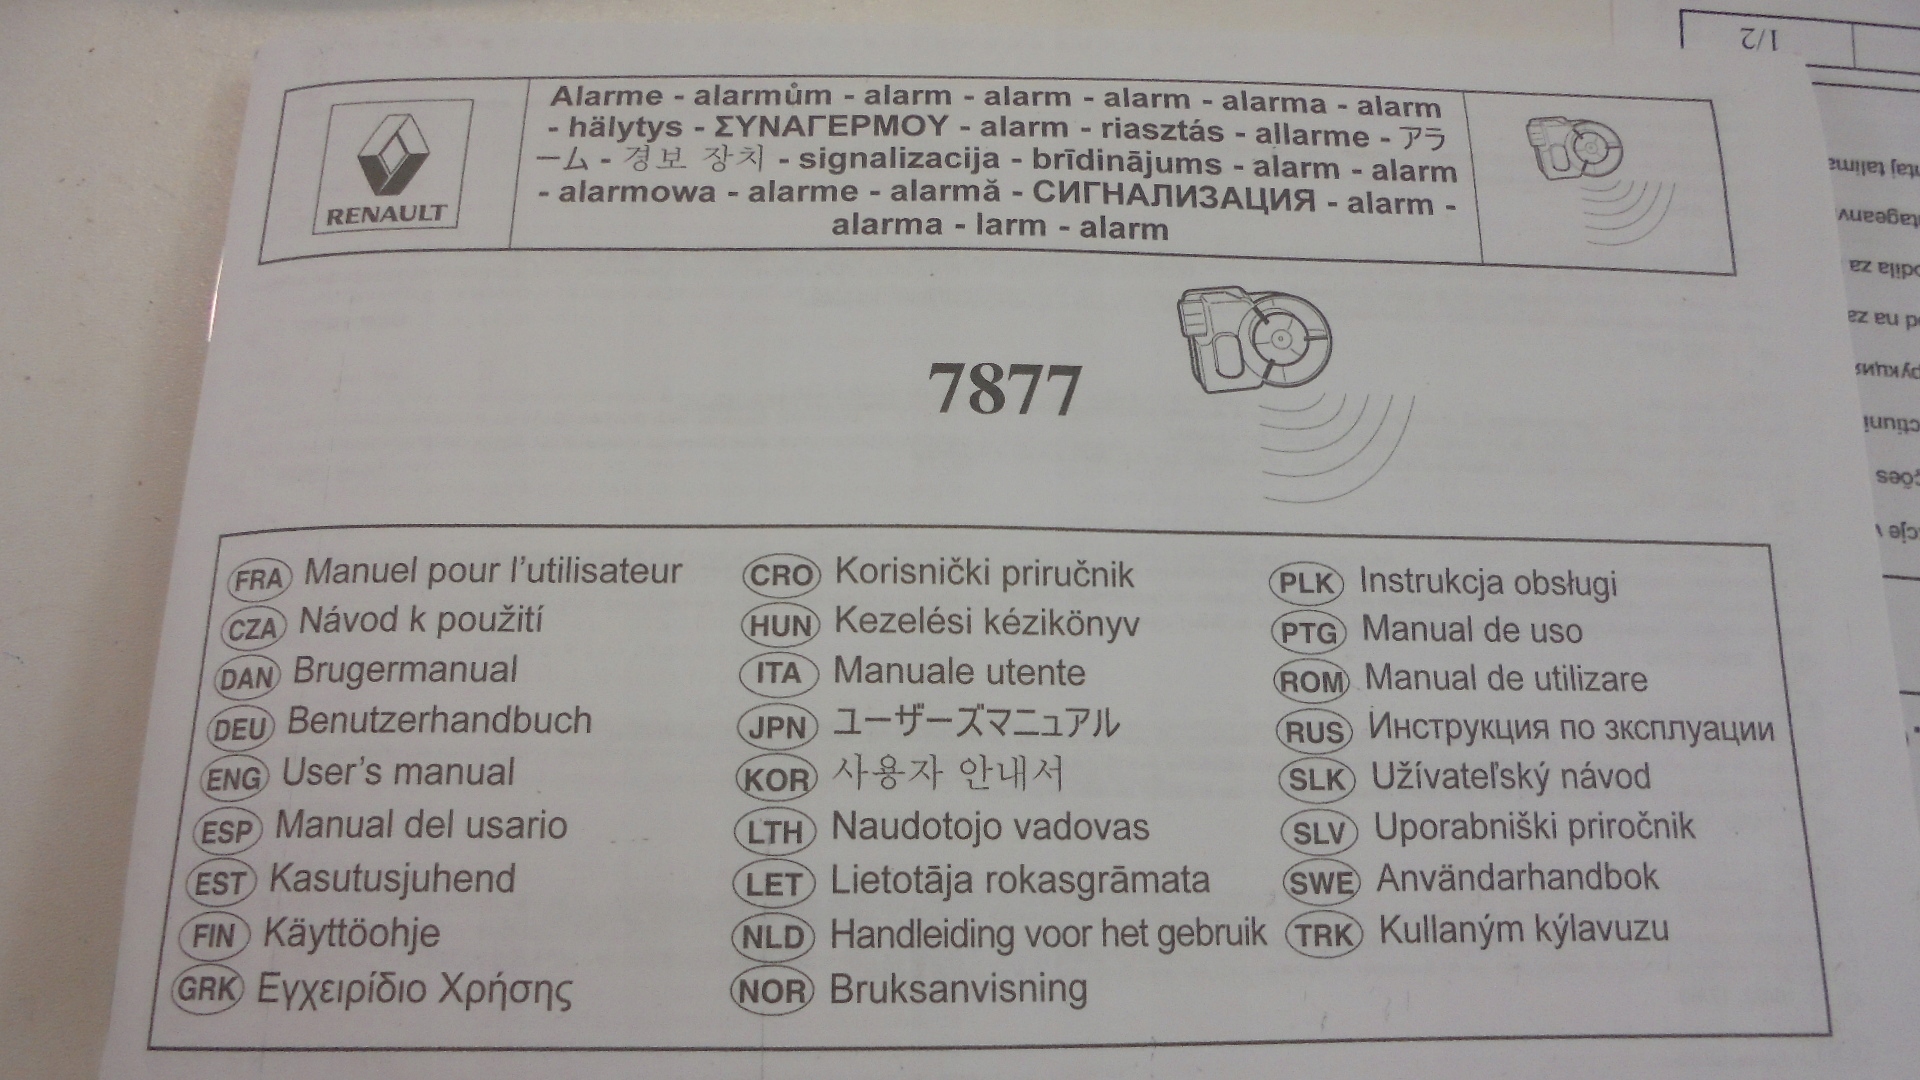 1/2
Alarme - alarmům - alarm - alarm - alarm - alarma - alarm
- hälytys - ΣΥΝΑΓΕΡΜΟΥ - alarm - riasztás - allarme - アラ
ーム - 경보 장치 - signalizacija - brīdinājums - alarm - alarm
- alarmowa - alarme - alarmă - СИГНАЛИЗАЦИЯ - alarm -
alarma - larm - alarm
RENAULT
7877
FRA Manuel pour l'utilisateur
CZA Návod k použití
DAN Brugermanual
DEU Benutzerhandbuch
ENG User's manual
ESP Manual del usario
EST Kasutusjuhend
FIN Käyttöohje
GRK Εγχειρίδιο Χρήσης
CRO Korisnički priručnik
HUN Kezelési kézikönyv
ITA Manuale utente
JPN ユーザーズマニュアル
KOR 사용자 안내서
LTH Naudotojo vadovas
LET Lietotāja rokasgrāmata
NLD Handleiding voor het gebruik
NOR Bruksanvisning
PLK Instrukcja obsługi
PTG Manual de uso
ROM Manual de utilizare
RUS Инструкция по зксплуации
SLK Užívateľský návod
SLV Uporabniški priročnik
SWE Användarhandbok
TRK Kullaným kýlavuzu